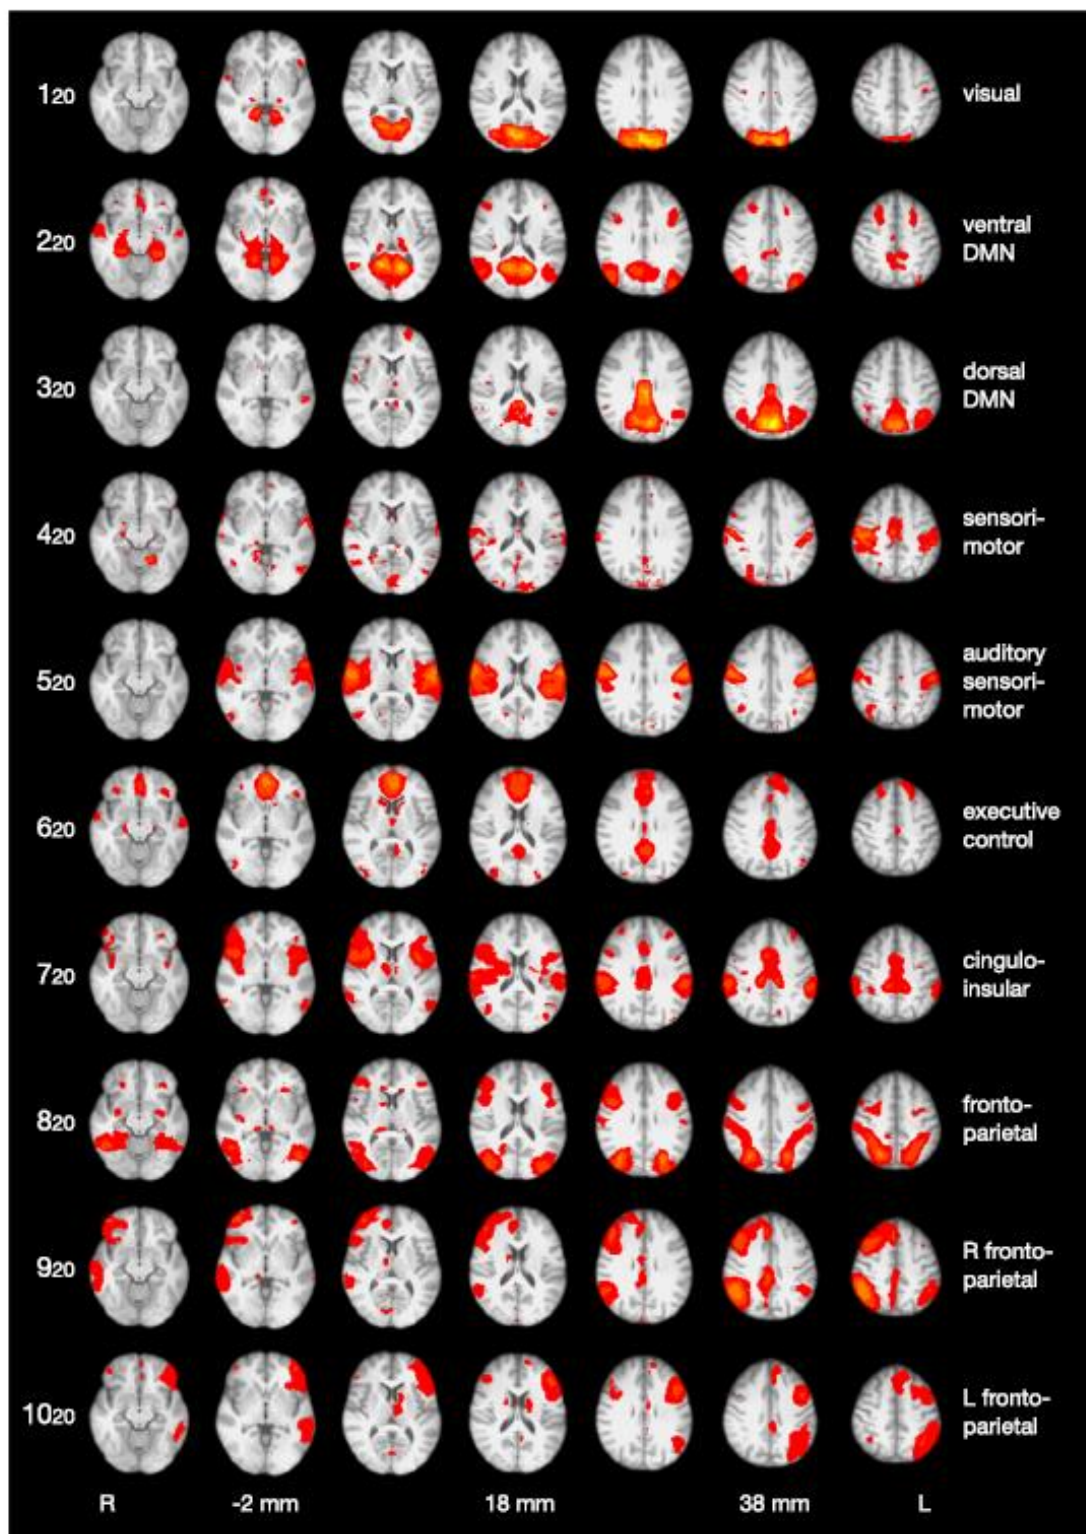 120 visual
220 ventral
DMN
320 dorsal
DMN
420 sensori-
motor
520 auditory
sensori-
motor
620 executive
control
720 cingulo-
insular
820 fronto-
parietal
920 R fronto-
parietal
1020 L fronto-
parietal
R -2 mm 18 mm 38 mm L